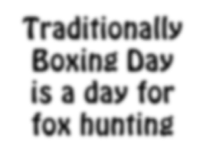 Traditionally
Boxing Day
is a day for
fox hunting